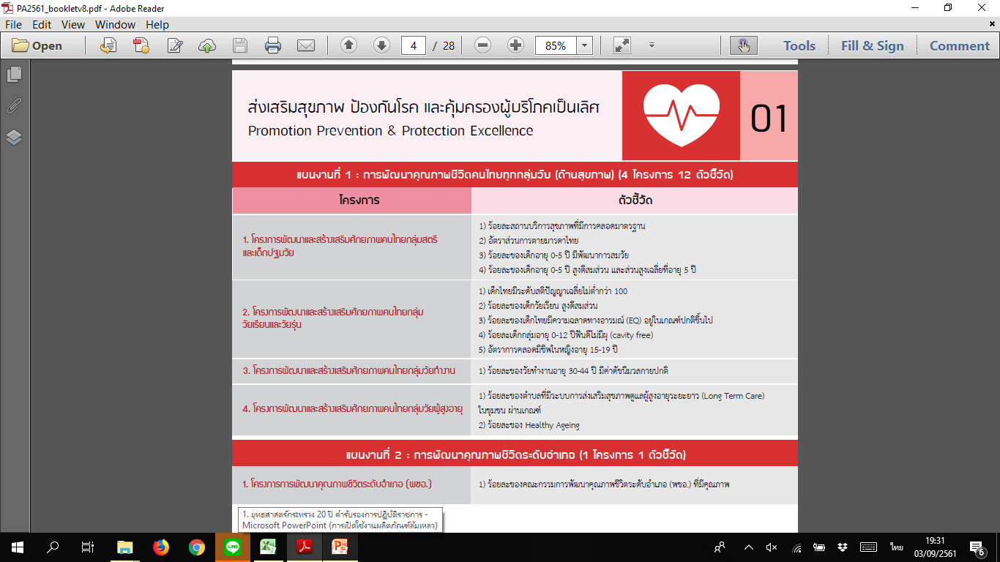 PA2561_bookletv8.pdf - Adobe Reader
File Edit View Window Help
Open 4 / 28 85% Tools Fill & Sign Comment
ส่งเสริมสุขภาพ ป้องกันโรค และคุ้มครองผู้บริโภคเป็นเลิศ
Promotion Prevention & Protection Excellence
01
แผนงานที่ 1 : การพัฒนาคุณภาพชีวิตคนไทยทุกกลุ่มวัย (ด้านสุขภาพ) (4 โครงการ 12 ตัวชี้วัด)
โครงการ ตัวชี้วัด
1. โครงการพัฒนาและสร้างเสริมศักยภาพคนไทยกลุ่มสตรี
และเด็กปฐมวัย
1) ร้อยละสถานบริการสุขภาพที่มีการคลอดมาตรฐาน
2) อัตราส่วนการตายมารดาไทย
3) ร้อยละของเด็กอายุ 0-5 ปี มีพัฒนาการสมวัย
4) ร้อยละของเด็กอายุ 0-5 ปี สูงดีสมส่วน และส่วนสูงเฉลี่ยที่อายุ 5 ปี
2. โครงการพัฒนาและสร้างเสริมศักยภาพคนไทยกลุ่ม
วัยเรียนและวัยรุ่น
1) เด็กไทยมีระดับสติปัญญาเฉลี่ยไม่ต่ำกว่า 100
2) ร้อยละของเด็กวัยเรียน สูงดีสมส่วน
3) ร้อยละของเด็กไทยมีความฉลาดทางอารมณ์ (EQ) อยู่ในเกณฑ์ปกติขึ้นไป
4) ร้อยละเด็กกลุ่มอายุ 0-12 ปีฟันดีไม่มีผุ (cavity free)
5) อัตราการคลอดมีชีพในหญิงอายุ 15-19 ปี
3. โครงการพัฒนาและสร้างเสริมศักยภาพคนไทยกลุ่มวัยทำงาน
1) ร้อยละของวัยทำงานอายุ 30-44 ปี มีค่าดัชนีมวลกายปกติ
4. โครงการพัฒนาและสร้างเสริมศักยภาพคนไทยกลุ่มวัยผู้สูงอายุ
1) ร้อยละของตำบลที่มีระบบการส่งเสริมสุขภาพดูแลผู้สูงอายุระยะยาว (Long Term Care)
ในชุมชน ผ่านเกณฑ์
2) ร้อยละของ Healthy Ageing
แผนงานที่ 2 : การพัฒนาคุณภาพชีวิตระดับอำเภอ (1 โครงการ 1 ตัวชี้วัด)
1. โครงการการพัฒนาคุณภาพชีวิตระดับอำเภอ (พชอ.)
1) ร้อยละของคณะกรรมการพัฒนาคุณภาพชีวิตระดับอำเภอ (พชอ.) ที่มีคุณภาพ
1. ยุทธศาสตร์กระทรวง 20 ปี คำรับรองการปฏิบัติราชการ -
Microsoft PowerPoint (การเปิดใช้งานผลิตภัณฑ์ล้มเหลว)
LINE
ไทย
19:31
03/09/2561
6